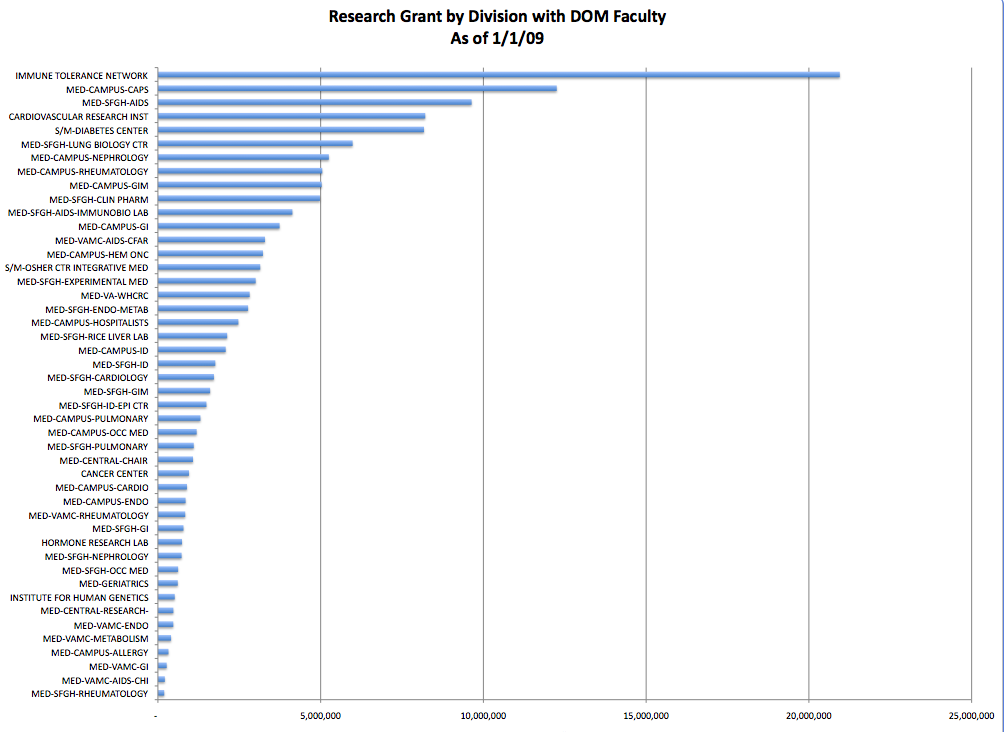 Research Grant by Division with DOM Faculty
As of 1/1/09
IMMUNE TOLERANCE NETWORK
MED-CAMPUS-CAPS
MED-SFGH-AIDS
CARDIOVASCULAR RESEARCH INST
S/M-DIABETES CENTER
MED-SFGH-LUNG BIOLOGY CTR
MED-CAMPUS-NEPHROLOGY
MED-CAMPUS-RHEUMATOLOGY
MED-CAMPUS-GIM
MED-SFGH-CLIN PHARM
MED-SFGH-AIDS-IMMUNOBIO LAB
MED-CAMPUS-GI
MED-VAMC-AIDS-CFAR
MED-CAMPUS-HEM ONC
S/M-OSHER CTR INTEGRATIVE MED
MED-SFGH-EXPERIMENTAL MED
MED-VA-WHCRC
MED-SFGH-ENDO-METAB
MED-CAMPUS-HOSPITALISTS
MED-SFGH-RICE LIVER LAB
MED-CAMPUS-ID
MED-SFGH-ID
MED-SFGH-CARDIOLOGY
MED-SFGH-GIM
MED-SFGH-ID-EPI CTR
MED-CAMPUS-PULMONARY
MED-CAMPUS-OCC MED
MED-SFGH-PULMONARY
MED-CENTRAL-CHAIR
CANCER CENTER
MED-CAMPUS-CARDIO
MED-CAMPUS-ENDO
MED-VAMC-RHEUMATOLOGY
MED-SFGH-GI
HORMONE RESEARCH LAB
MED-SFGH-NEPHROLOGY
MED-SFGH-OCC MED
MED-GERIATRICS
INSTITUTE FOR HUMAN GENETICS
MED-CENTRAL-RESEARCH-
MED-VAMC-ENDO
MED-VAMC-METABOLISM
MED-CAMPUS-ALLERGY
MED-VAMC-GI
MED-VAMC-AIDS-CHI
MED-SFGH-RHEUMATOLOGY
- 5,000,000 10,000,000 15,000,000 20,000,000 25,000,000